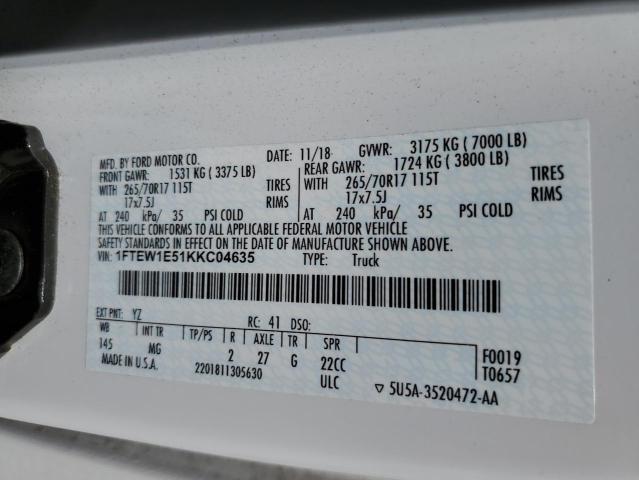 MFD. BY FORD MOTOR CO. DATE: 11/18 GVWR: 3175 KG ( 7000 LB)
FRONT GAWR: 1531 KG ( 3375 LB) REAR GAWR: 1724 KG ( 3800 LB)
WITH 265/70R17 115T TIRES WITH 265/70R17 115T TIRES
17x7.5J RIMS 17x7.5J RIMS
AT 240 kPa/ 35 PSI COLD AT 240 kPa/ 35 PSI COLD
THIS VEHICLE CONFORMS TO ALL APPLICABLE FEDERAL MOTOR VEHICLE
SAFETY STANDARDS IN EFFECT ON THE DATE OF MANUFACTURE SHOWN ABOVE.
VIN: 1FTEW1E51KKC04635 TYPE: Truck
EXT PNT: YZ RC: 41 DSO:
WB INT TR TP/PS R AXLE TR SPR
145 MG 2 27 G 22CC F0019
MADE IN U.S.A. 2201811305630 ULC T0657
▽ 5U5A-3520472-AA